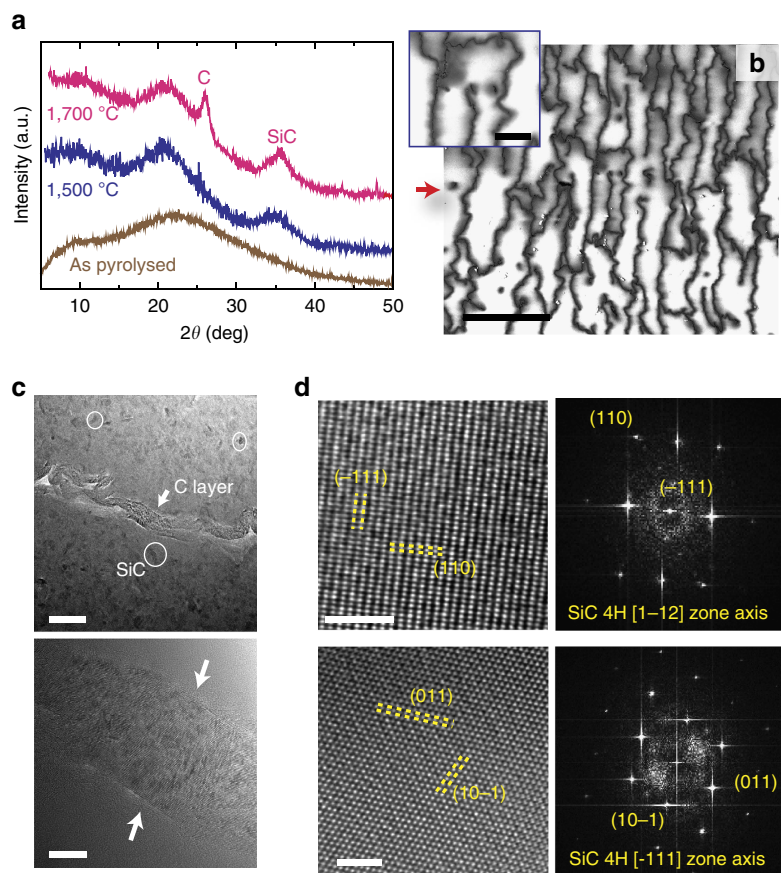 a
1,700 °C
C
SiC
1,500 °C
As pyrolysed
Intensity (a.u.)
10
20
30
40
50
2θ (deg)
b
c
C layer
SiC
d
(–111)
(110)
(110)
(–111)
SiC 4H [1–12] zone axis
(011)
(10–1)
(011)
(10–1)
SiC 4H [-111] zone axis